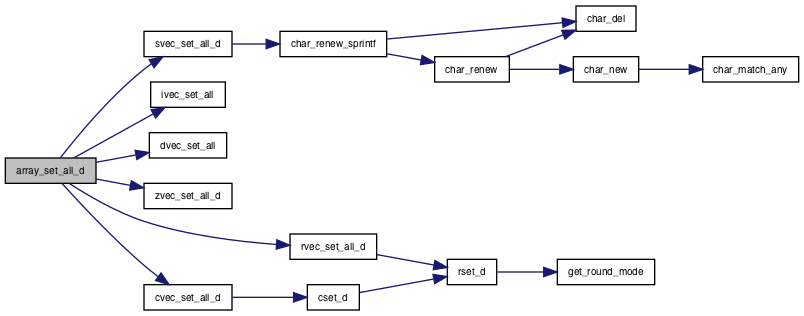 array_set_all_d
svec_set_all_d
char_renew_sprintf
char_del
char_renew
char_new
char_match_any
ivec_set_all
dvec_set_all
zvec_set_all_d
rvec_set_all_d
cvec_set_all_d
cset_d
rset_d
get_round_mode